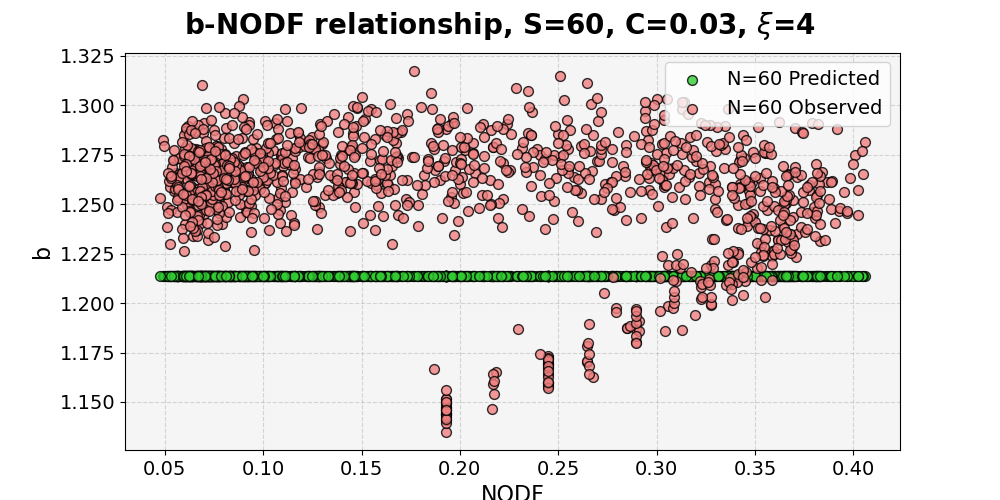 b-NODF relationship, S=60, C=0.03, ξ=4
1.325
1.300
1.275
1.250
1.225
1.200
1.175
1.150
b
N=60 Predicted
N=60 Observed
0.05 0.10 0.15 0.20 0.25 0.30 0.35 0.40
NODF